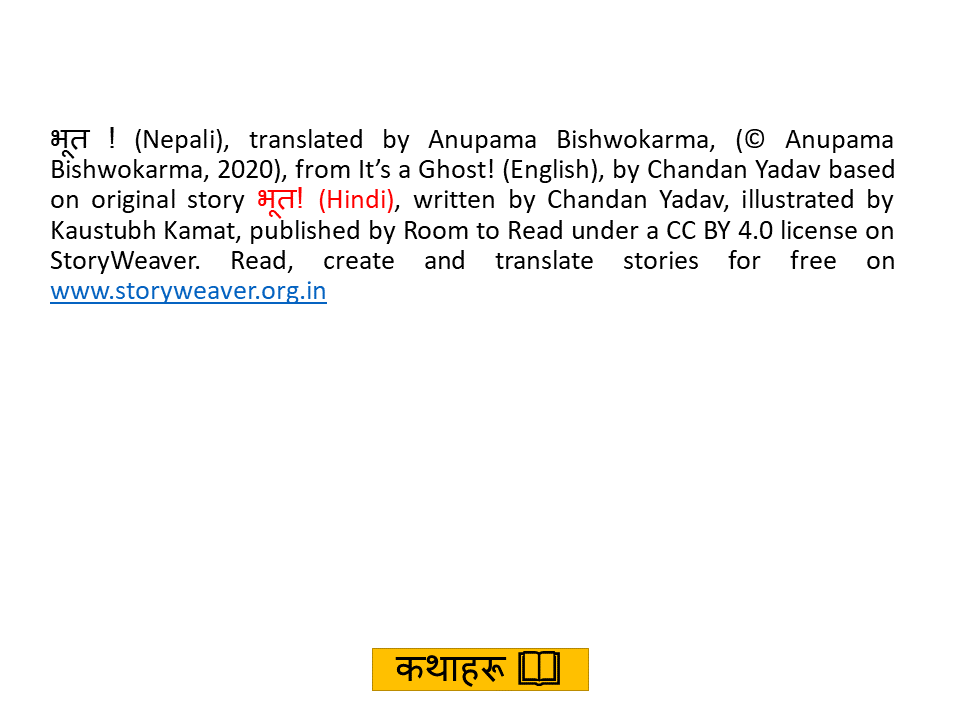 भूत ! (Nepali), translated by Anupama Bishwokarma, (© Anupama
Bishwokarma, 2020), from It’s a Ghost! (English), by Chandan Yadav based
on original story भूत! (Hindi), written by Chandan Yadav, illustrated by
Kaustubh Kamat, published by Room to Read under a CC BY 4.0 license on
StoryWeaver. Read, create and translate stories for free on
www.storyweaver.org.in
कथाहरू